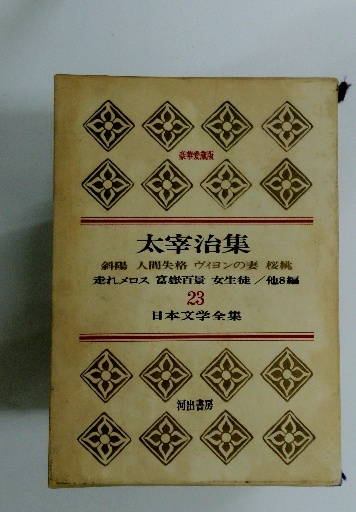 豪華愛蔵版
太宰治集
斜陽 人間失格 ヴィヨンの妻 桜桃
走れメロス 富嶽百景 女生徒/他8編
23
日本文学全集
河出書房